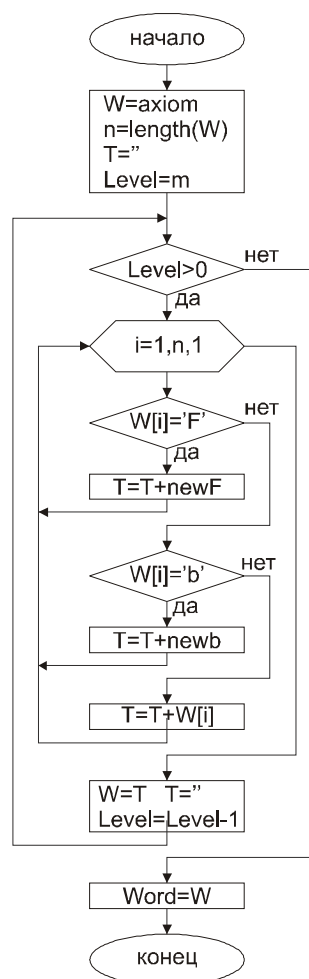 начало
W=axiom
n=length(W)
T=''
Level=m
Level>0
нет
да
i=1,n,1
W[i]='F'
нет
да
T=T+newF
W[i]='b'
нет
да
T=T+newb
T=T+W[i]
W=T T=''
Level=Level-1
Word=W
конец